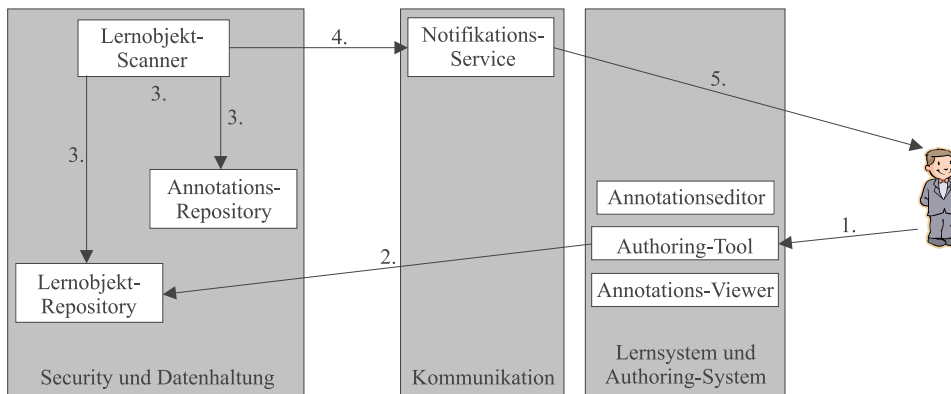 Lernobjekt-
Scanner
4.
Notifikations-
Service
5.
3.
3.
3.
Annotations-
Repository
Annotationseditor
1.
Authoring-Tool
2.
Lernobjekt-
Repository
Annotations-Viewer
Security und Datenhaltung
Kommunikation
Lernsystem und
Authoring-System